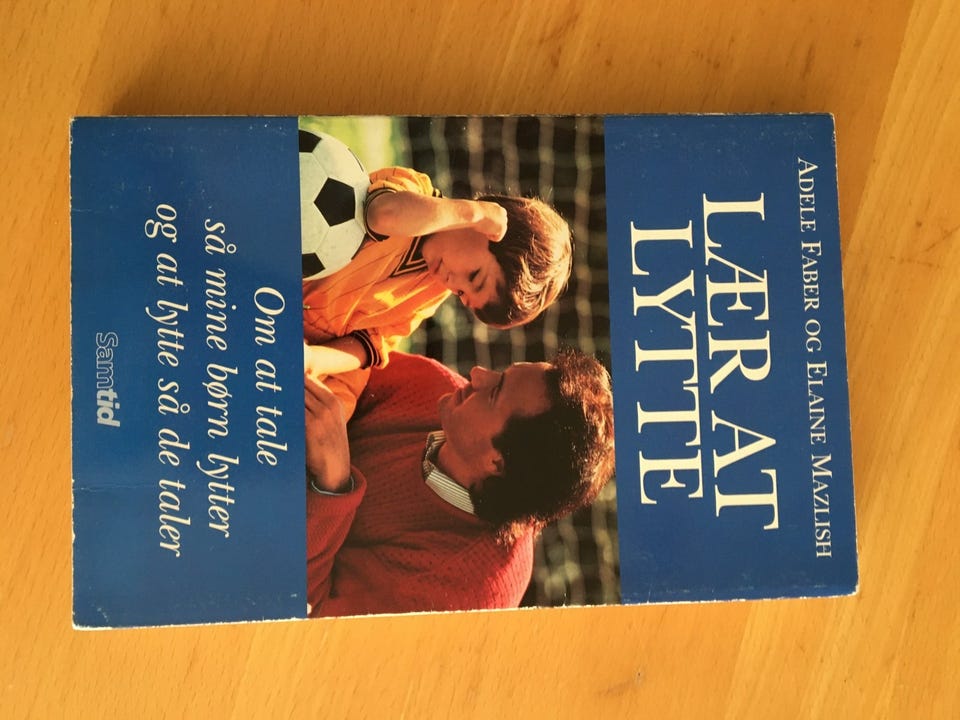 ADELE FABER OG ELAINE MAZLISH
LÆR AT
LYTTE
Om at tale
så mine børn lytter
og at lytte så de taler
Samtid